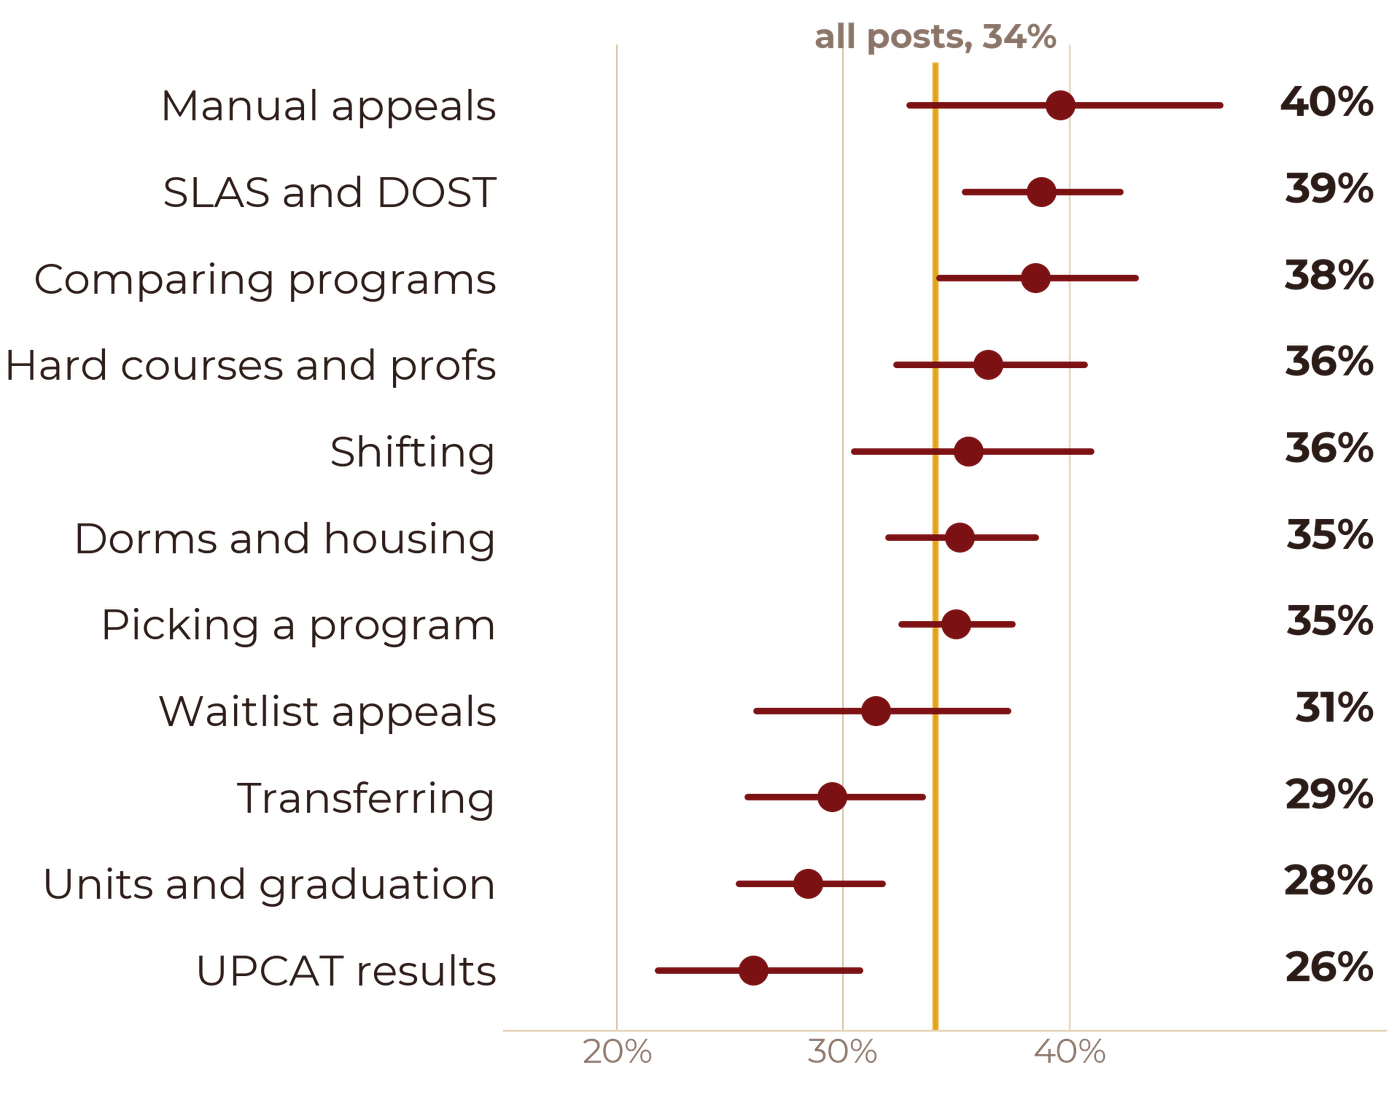 all posts, 34%
Manual appeals 40%
SLAS and DOST 39%
Comparing programs 38%
Hard courses and profs 36%
Shifting 36%
Dorms and housing 35%
Picking a program 35%
Waitlist appeals 31%
Transferring 29%
Units and graduation 28%
UPCAT results 26%
20% 30% 40%